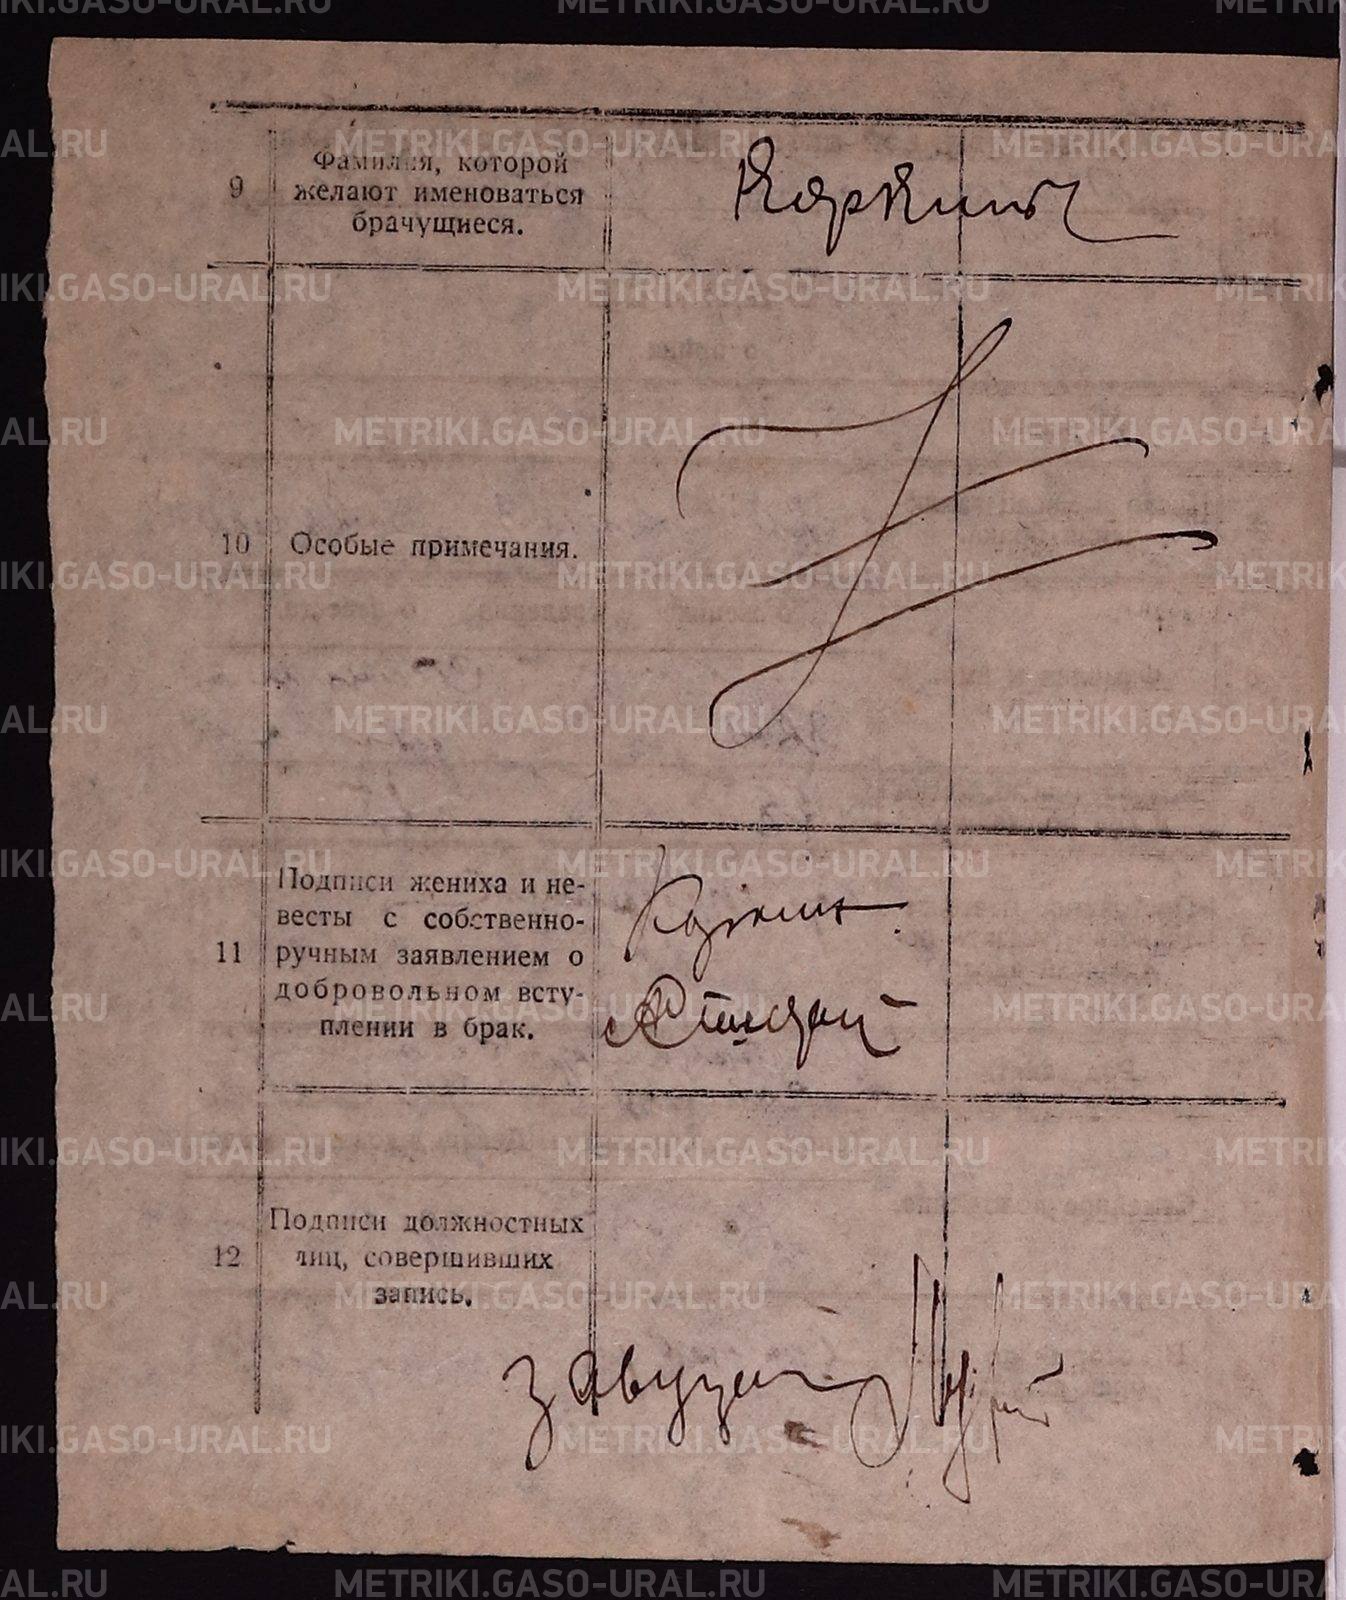 METRIKI.GASO-URAL.RU
9
Фамилия, которой
желают именоваться
брачущиеся.
10
Особые примечания.
11
Подписи жениха и не-
весты с собственно-
ручным заявлением о
добровольном всту-
плении в брак.
12
Подписи должностных
лиц, совершивших
запись.